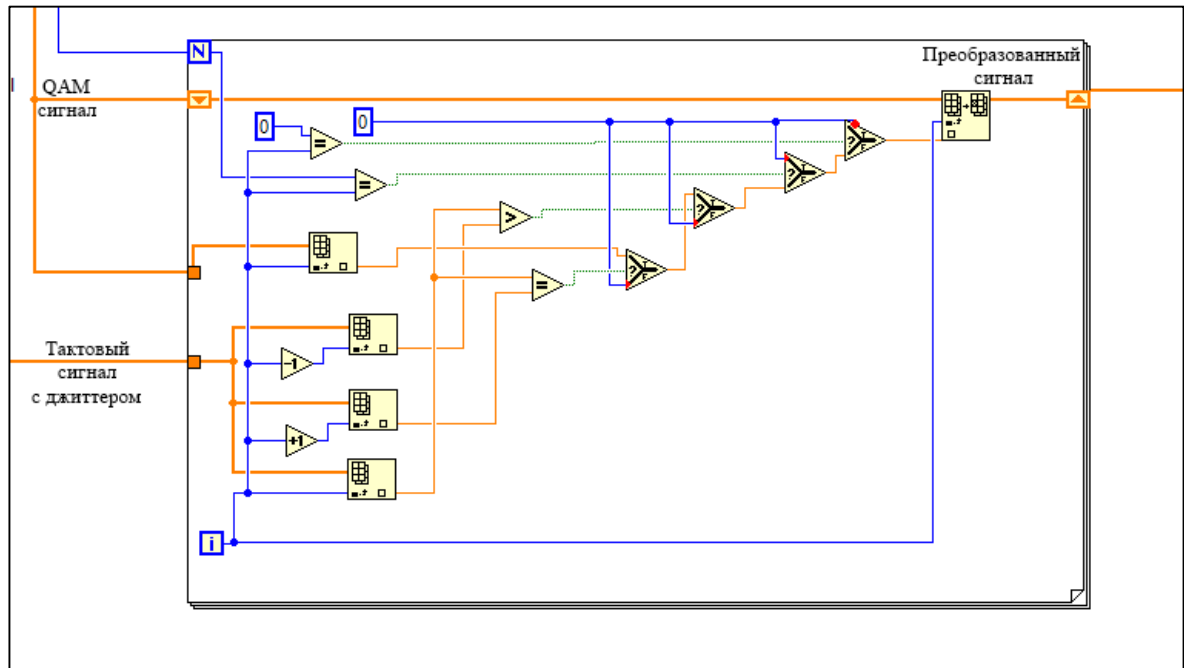 N
QAM
сигнал
Преобразованный
сигнал
0
0
=
=
>
=
Тактовый
сигнал
с джиттером
-1
+1
i
? T F
? T F
? T F
? T F